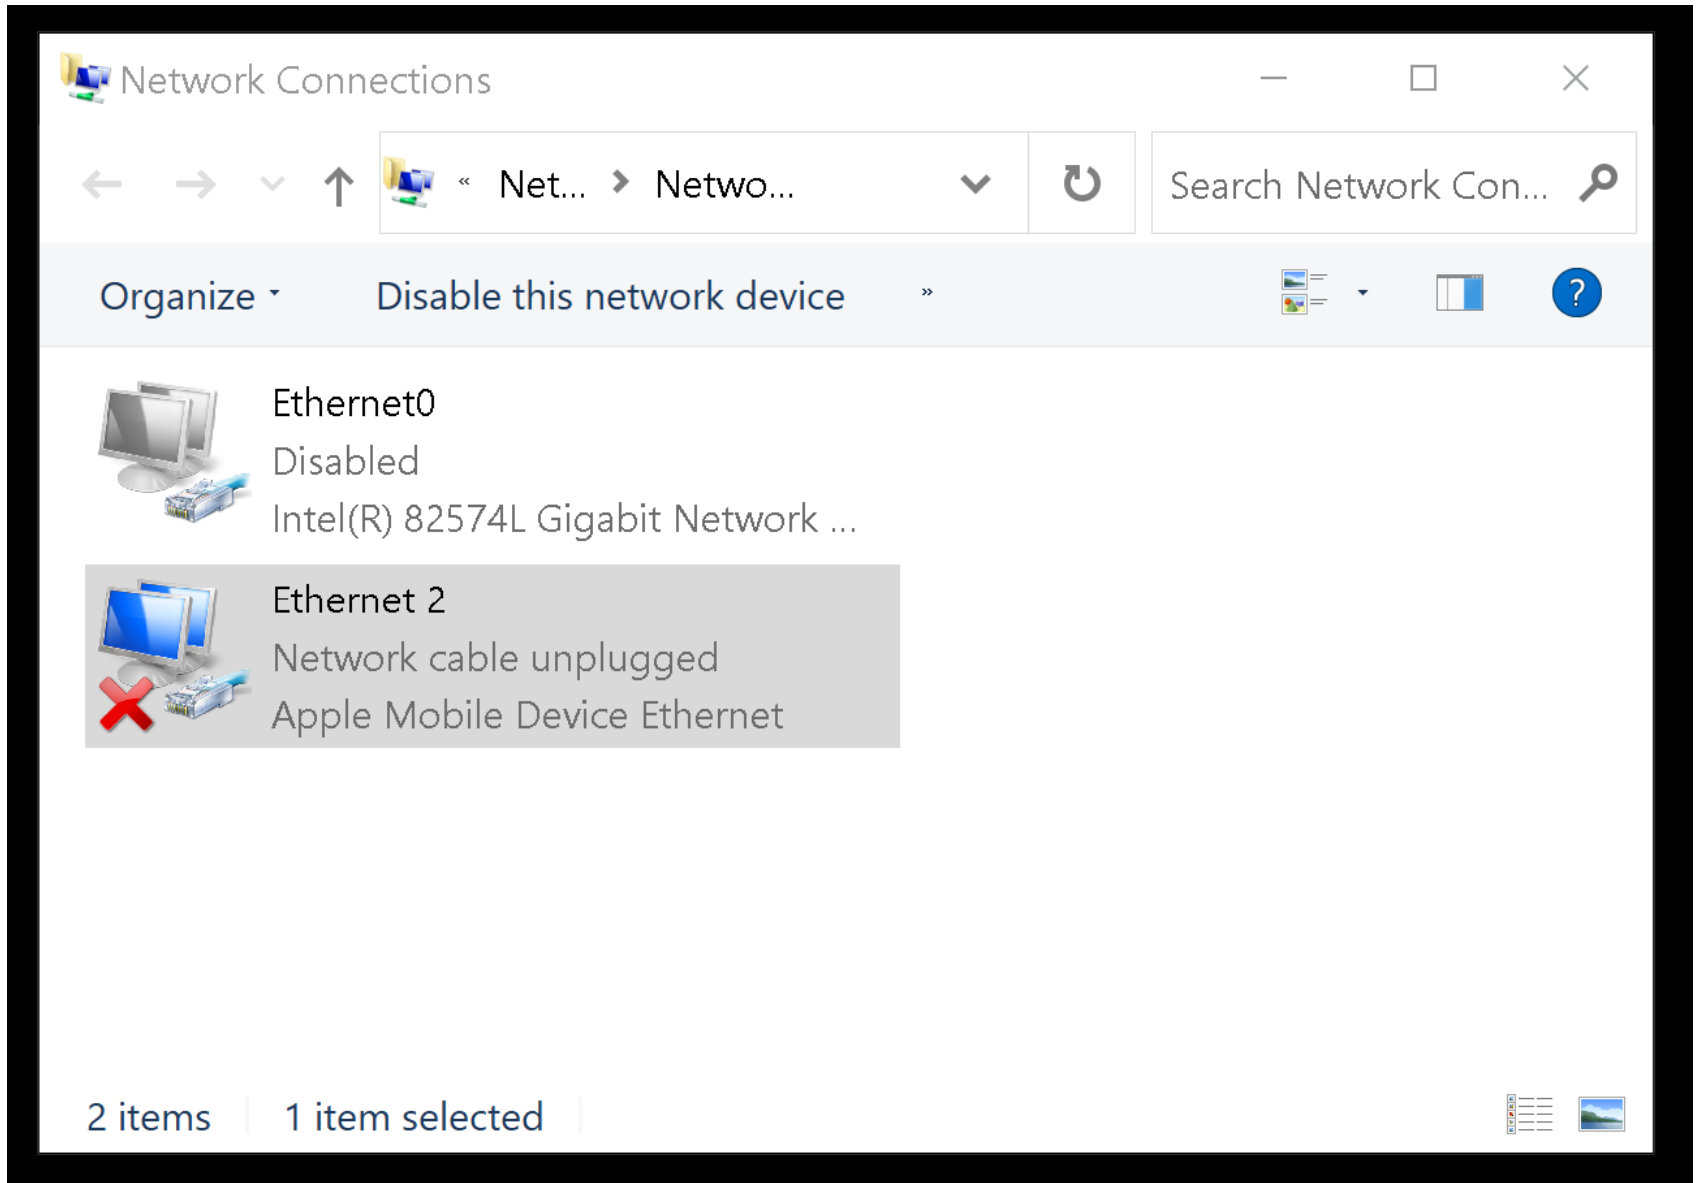 Network Connections
« Net... > Netwo...
Search Network Con...
Organize
Disable this network device
»
?
Ethernet0
Disabled
Intel(R) 82574L Gigabit Network ...
Ethernet 2
Network cable unplugged
Apple Mobile Device Ethernet
2 items
1 item selected